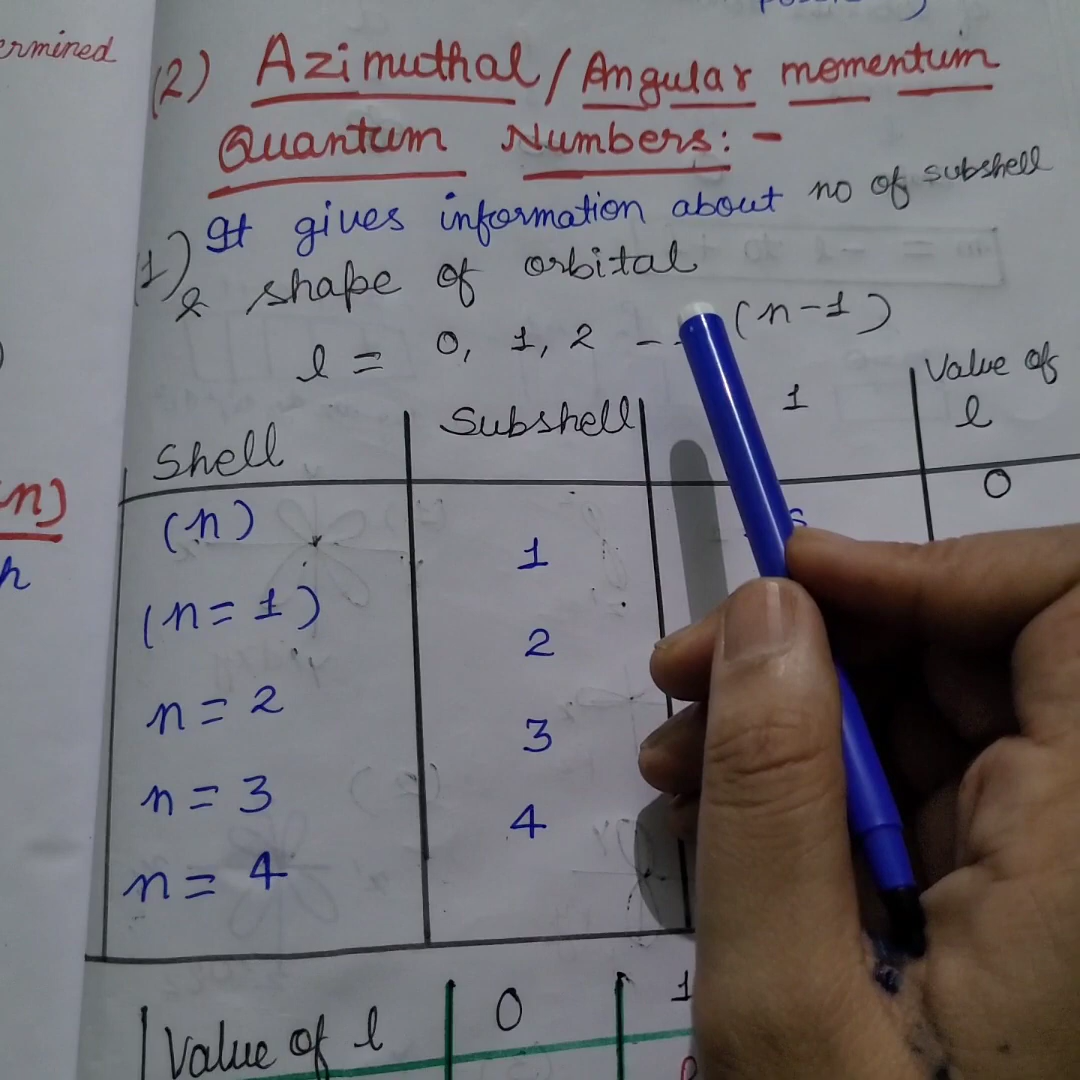 ermined
(2) Azimuthal / Angular momentum
Quantum Numbers: -
(1) It gives information about no of subshell
& shape of orbital
l = 0, 1, 2 -- (n-1)
Shell Subshell 1 Value of
l
(n) 0
1 s
(n = 1)
2
n = 2
3
n = 3
4
n = 4
n)
Value of l 0 1